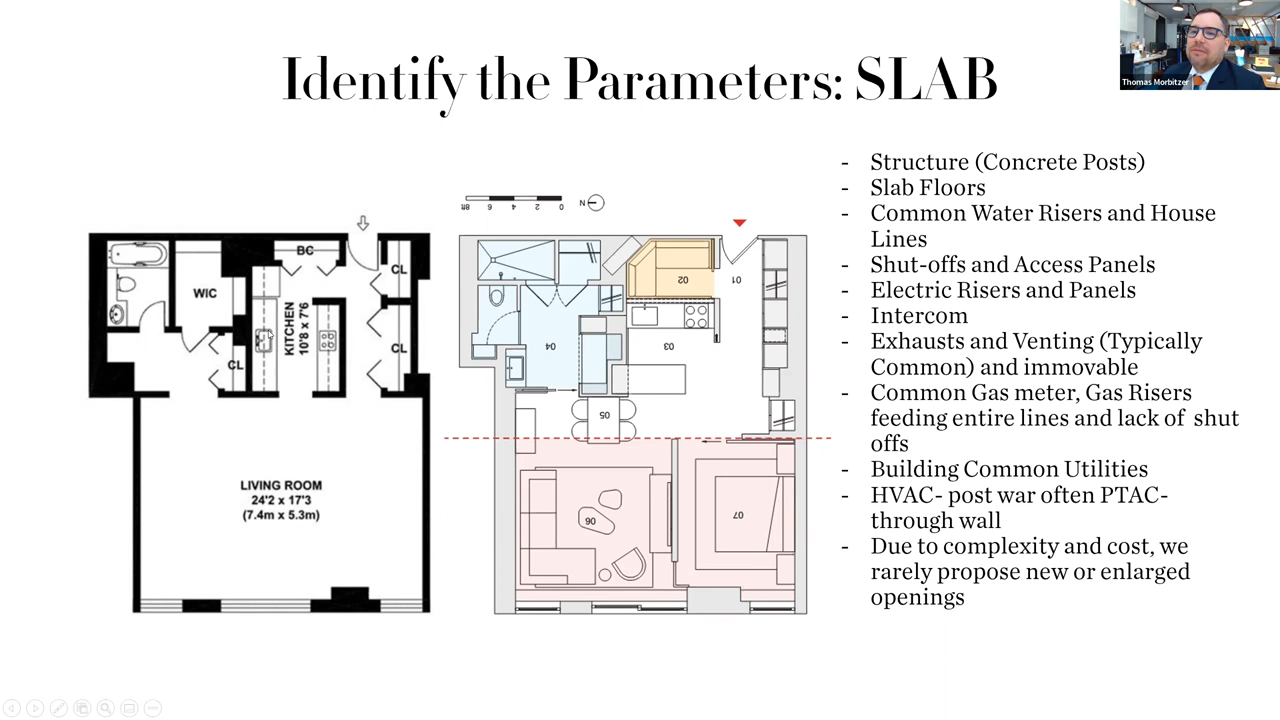 Thomas Morbitzer
Identify the Parameters: SLAB
BC
CL
WIC
KITCHEN
10'8 x 7'6
CL
CL
LIVING ROOM
24'2 x 17'3
(7.4m x 5.3m)
8ft 6 4 2 0
N
01
02
03
04
05
06
07
- Structure (Concrete Posts)
- Slab Floors
- Common Water Risers and House
Lines
- Shut-offs and Access Panels
- Electric Risers and Panels
- Intercom
- Exhausts and Venting (Typically
Common) and immovable
- Common Gas meter, Gas Risers
feeding entire lines and lack of shut
offs
- Building Common Utilities
- HVAC- post war often PTAC-
through wall
- Due to complexity and cost, we
rarely propose new or enlarged
openings